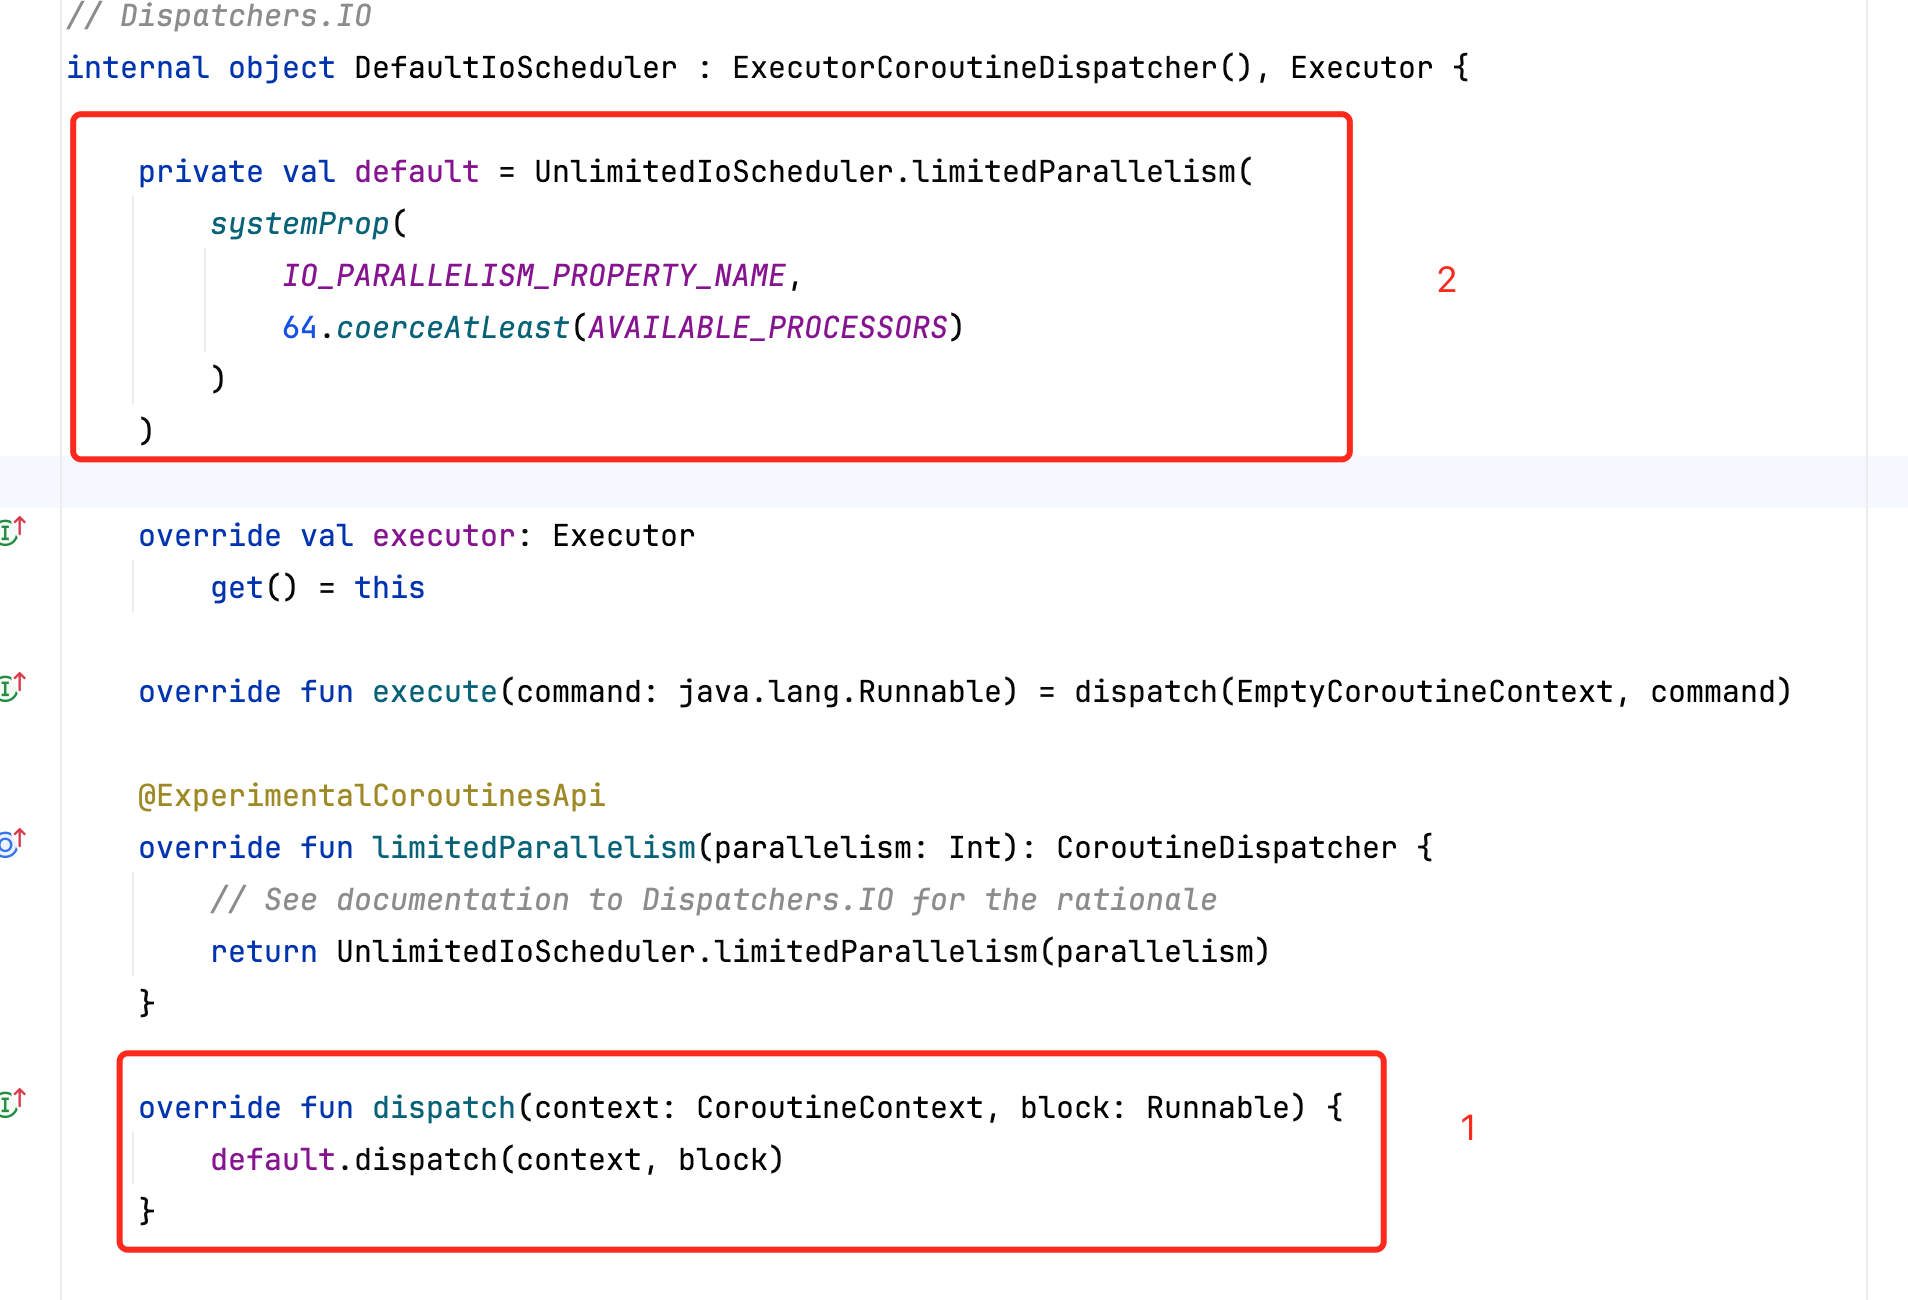 // Dispatchers.IO
internal object DefaultIoScheduler : ExecutorCoroutineDispatcher(), Executor {
private val default = UnlimitedIoScheduler.limitedParallelism(
systemProp(
IO_PARALLELISM_PROPERTY_NAME,
64.coerceAtLeast(AVAILABLE_PROCESSORS)
)
)
2
override val executor: Executor
get() = this
override fun execute(command: java.lang.Runnable) = dispatch(EmptyCoroutineContext, command)
@ExperimentalCoroutinesApi
override fun limitedParallelism(parallelism: Int): CoroutineDispatcher {
// See documentation to Dispatchers.IO for the rationale
return UnlimitedIoScheduler.limitedParallelism(parallelism)
}
override fun dispatch(context: CoroutineContext, block: Runnable) {
default.dispatch(context, block)
}
1